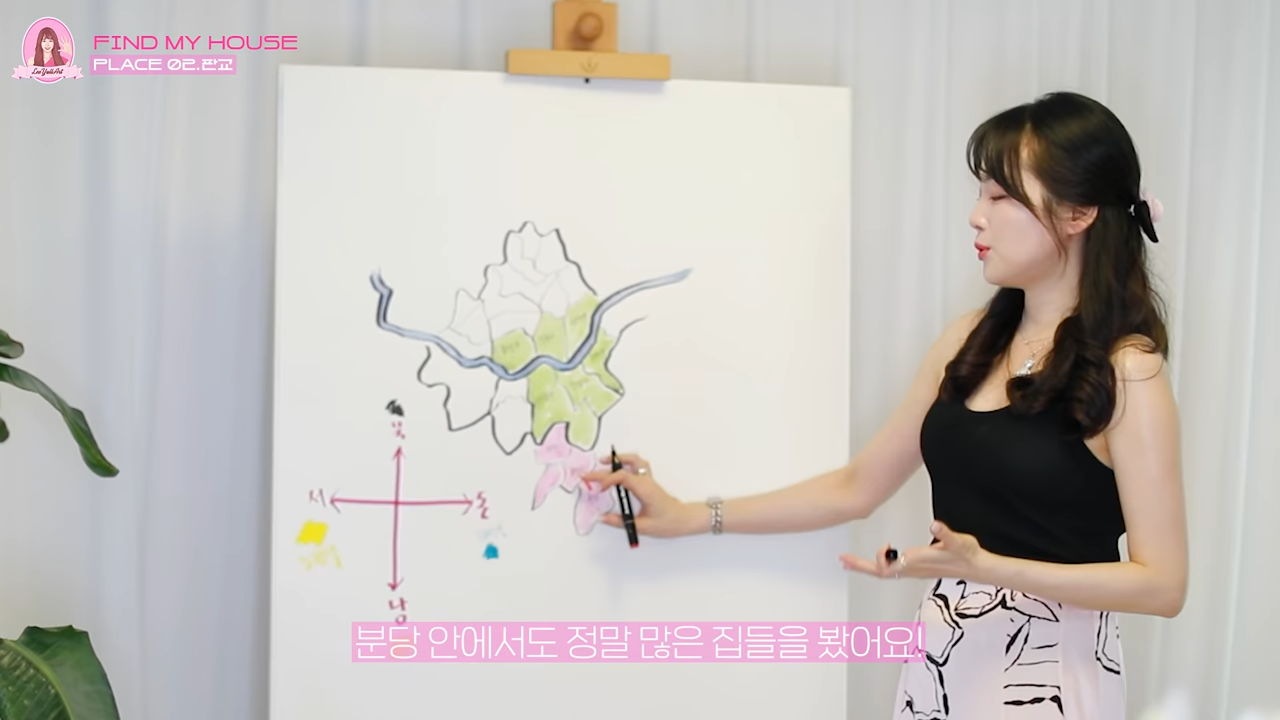 FIND MY HOUSE
PLACE 02.판교
LeeYuliArt
북
서
동
남
분당 안에서도 정말 많은 집들을 봤어요!